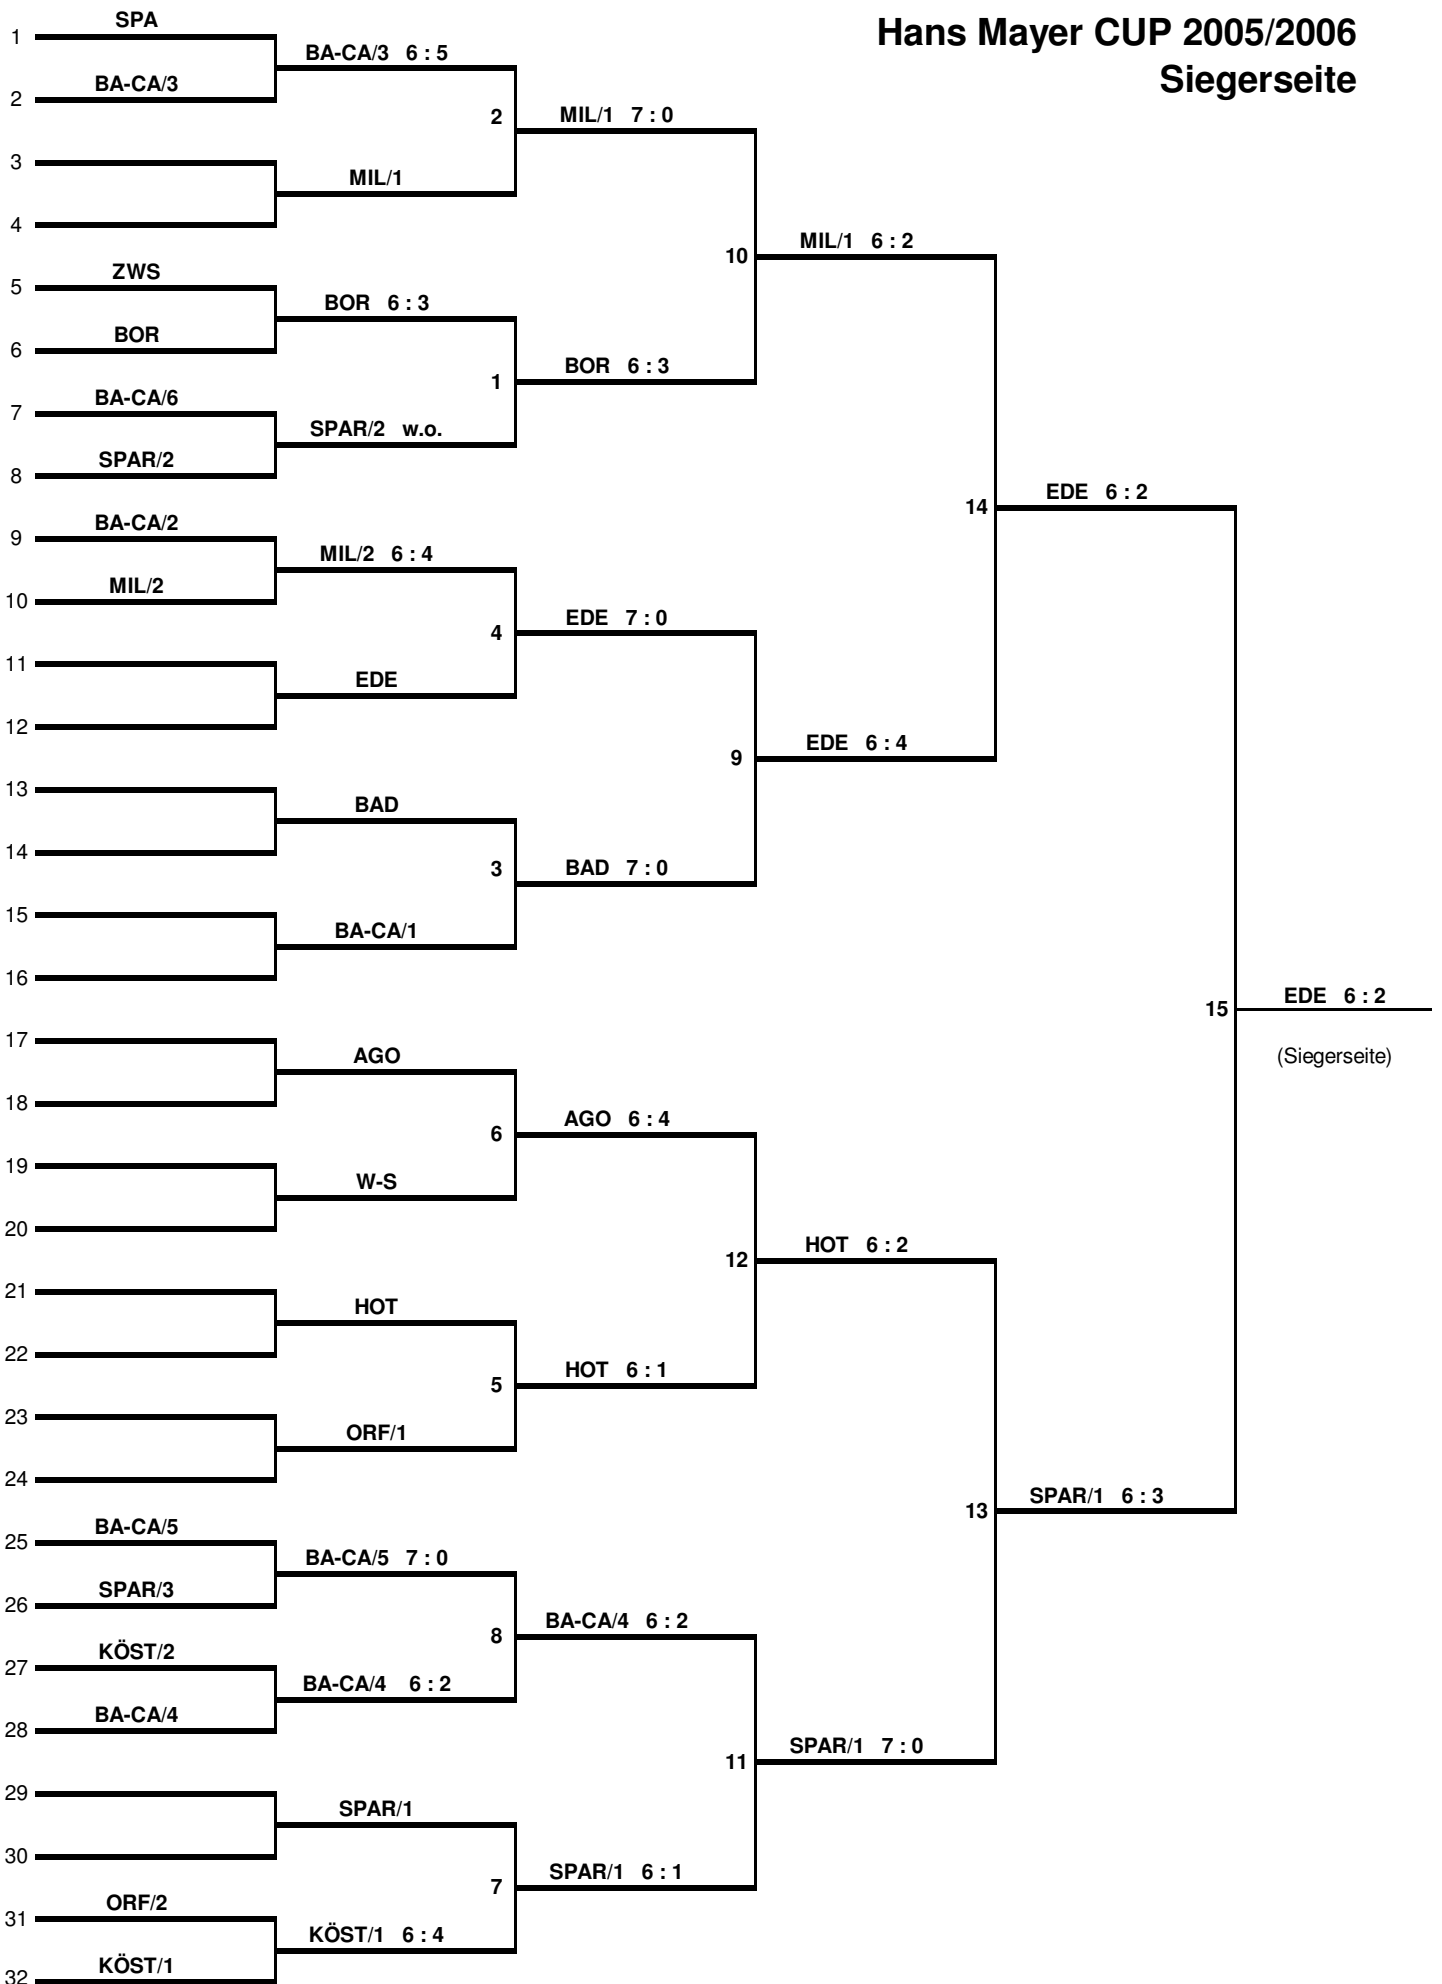 Hans Mayer CUP 2005/2006
Siegerseite
1 SPA
BA-CA/3 6 : 5
2 BA-CA/3
2 MIL/1 7 : 0
3
MIL/1
4
10 MIL/1 6 : 2
5 ZWS
BOR 6 : 3
6 BOR
1 BOR 6 : 3
7 BA-CA/6
SPAR/2 w.o.
8 SPAR/2
14 EDE 6 : 2
9 BA-CA/2
MIL/2 6 : 4
10 MIL/2
4 EDE 7 : 0
11
EDE
12
9 EDE 6 : 4
13
BAD
14
3 BAD 7 : 0
15
BA-CA/1
16
15 EDE 6 : 2
(Siegerseite)
17
AGO
18
6 AGO 6 : 4
19
W-S
20
12 HOT 6 : 2
21
HOT
22
5 HOT 6 : 1
23
ORF/1
24
13 SPAR/1 6 : 3
25 BA-CA/5
BA-CA/5 7 : 0
26 SPAR/3
8 BA-CA/4 6 : 2
27 KÖST/2
BA-CA/4 6 : 2
28 BA-CA/4
11 SPAR/1 7 : 0
29
SPAR/1
30
7 SPAR/1 6 : 1
31 ORF/2
KÖST/1 6 : 4
32 KÖST/1